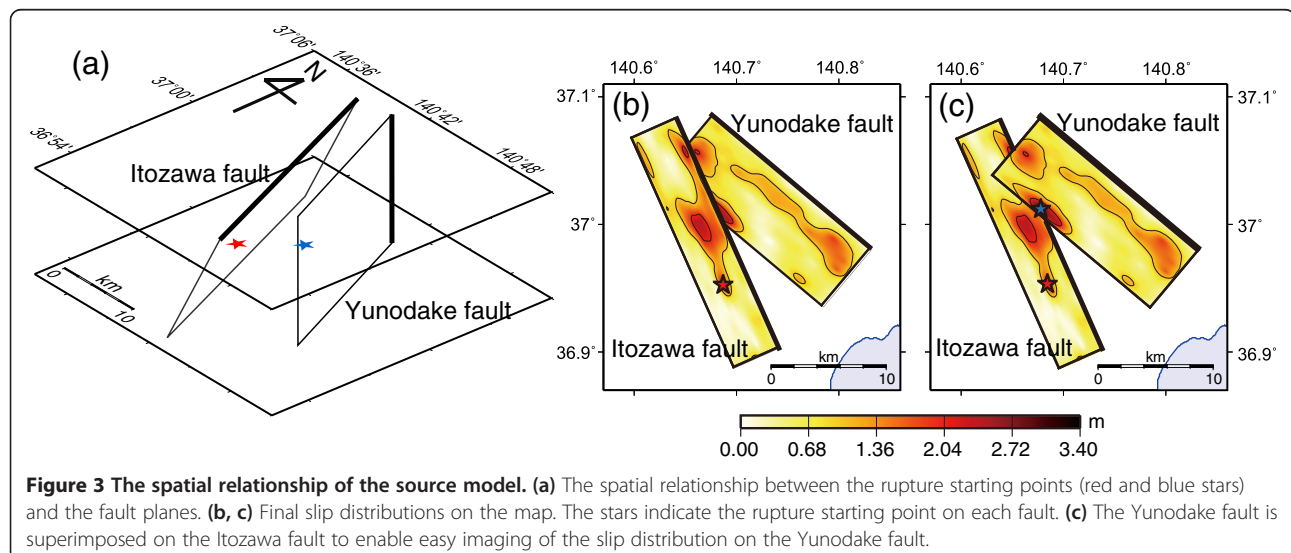 (a)
37°06'
140°36'
N
37°00'
140°42'
36°54'
140°48'
Itozawa fault
0
km
10
Yunodake fault
140.6° 140.7° 140.8°
37.1°
(b)
Yunodake fault
37°
Itozawa fault
36.9°
km
0 10
140.6° 140.7° 140.8°
37.1°
(c)
Yunodake fault
37°
Itozawa fault
36.9°
km
0 10
m
0.00 0.68 1.36 2.04 2.72 3.40
Figure 3 The spatial relationship of the source model. (a) The spatial relationship between the rupture starting points (red and blue stars)
and the fault planes. (b, c) Final slip distributions on the map. The stars indicate the rupture starting point on each fault. (c) The Yunodake fault is
superimposed on the Itozawa fault to enable easy imaging of the slip distribution on the Yunodake fault.